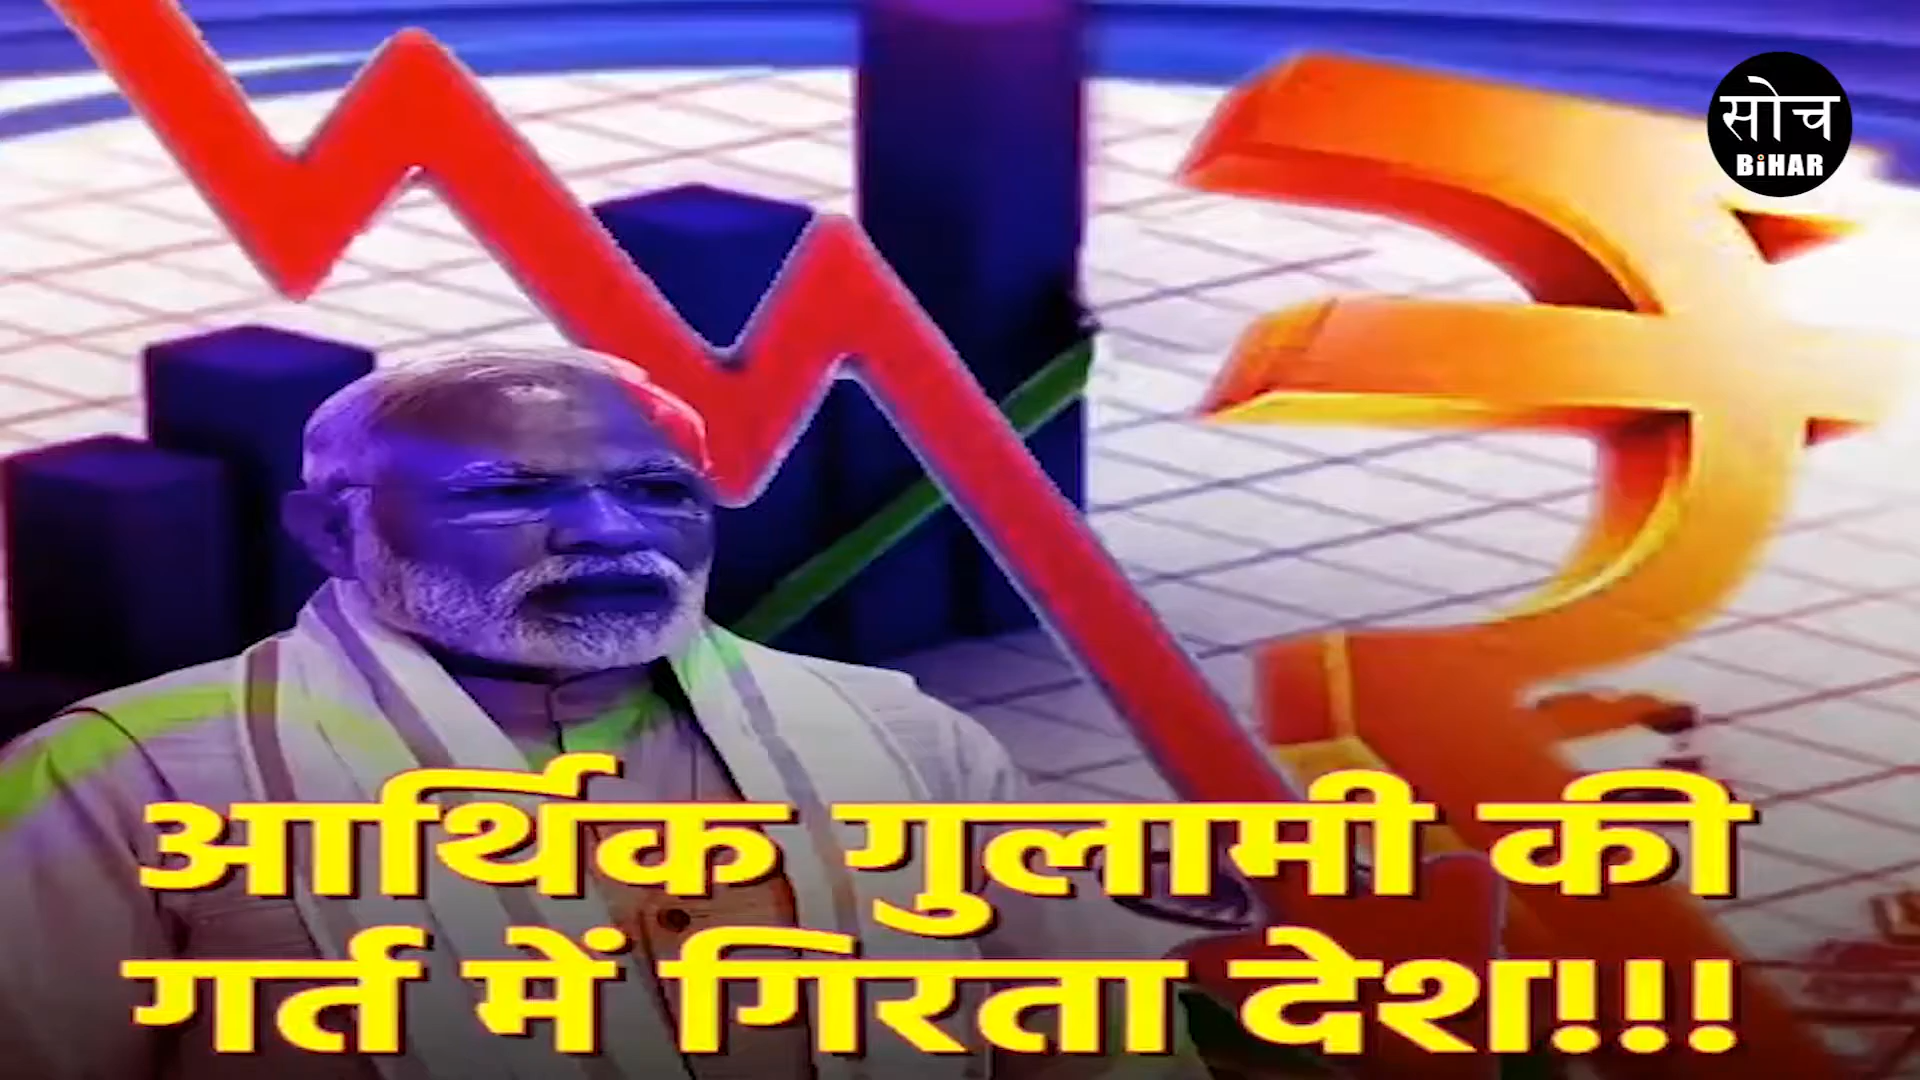 सोच
BiHAR
आर्थिक गुलामी की
गर्त में गिरता देश!!!